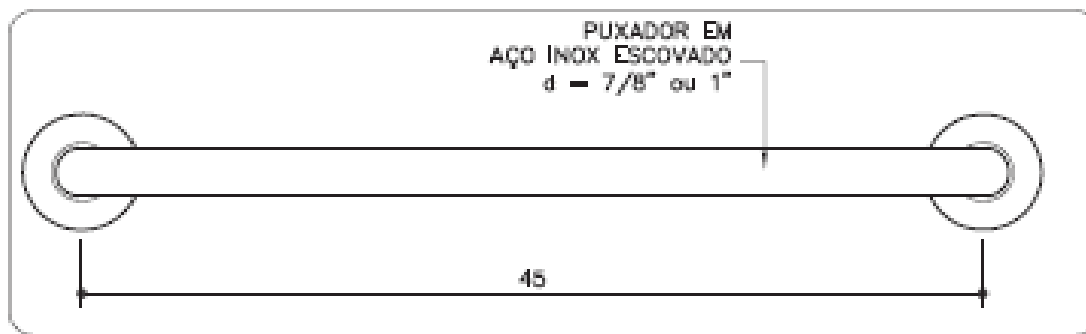 PUXADOR EM
AÇO INOX ESCOVADO
d = 7/8" ou 1"
45